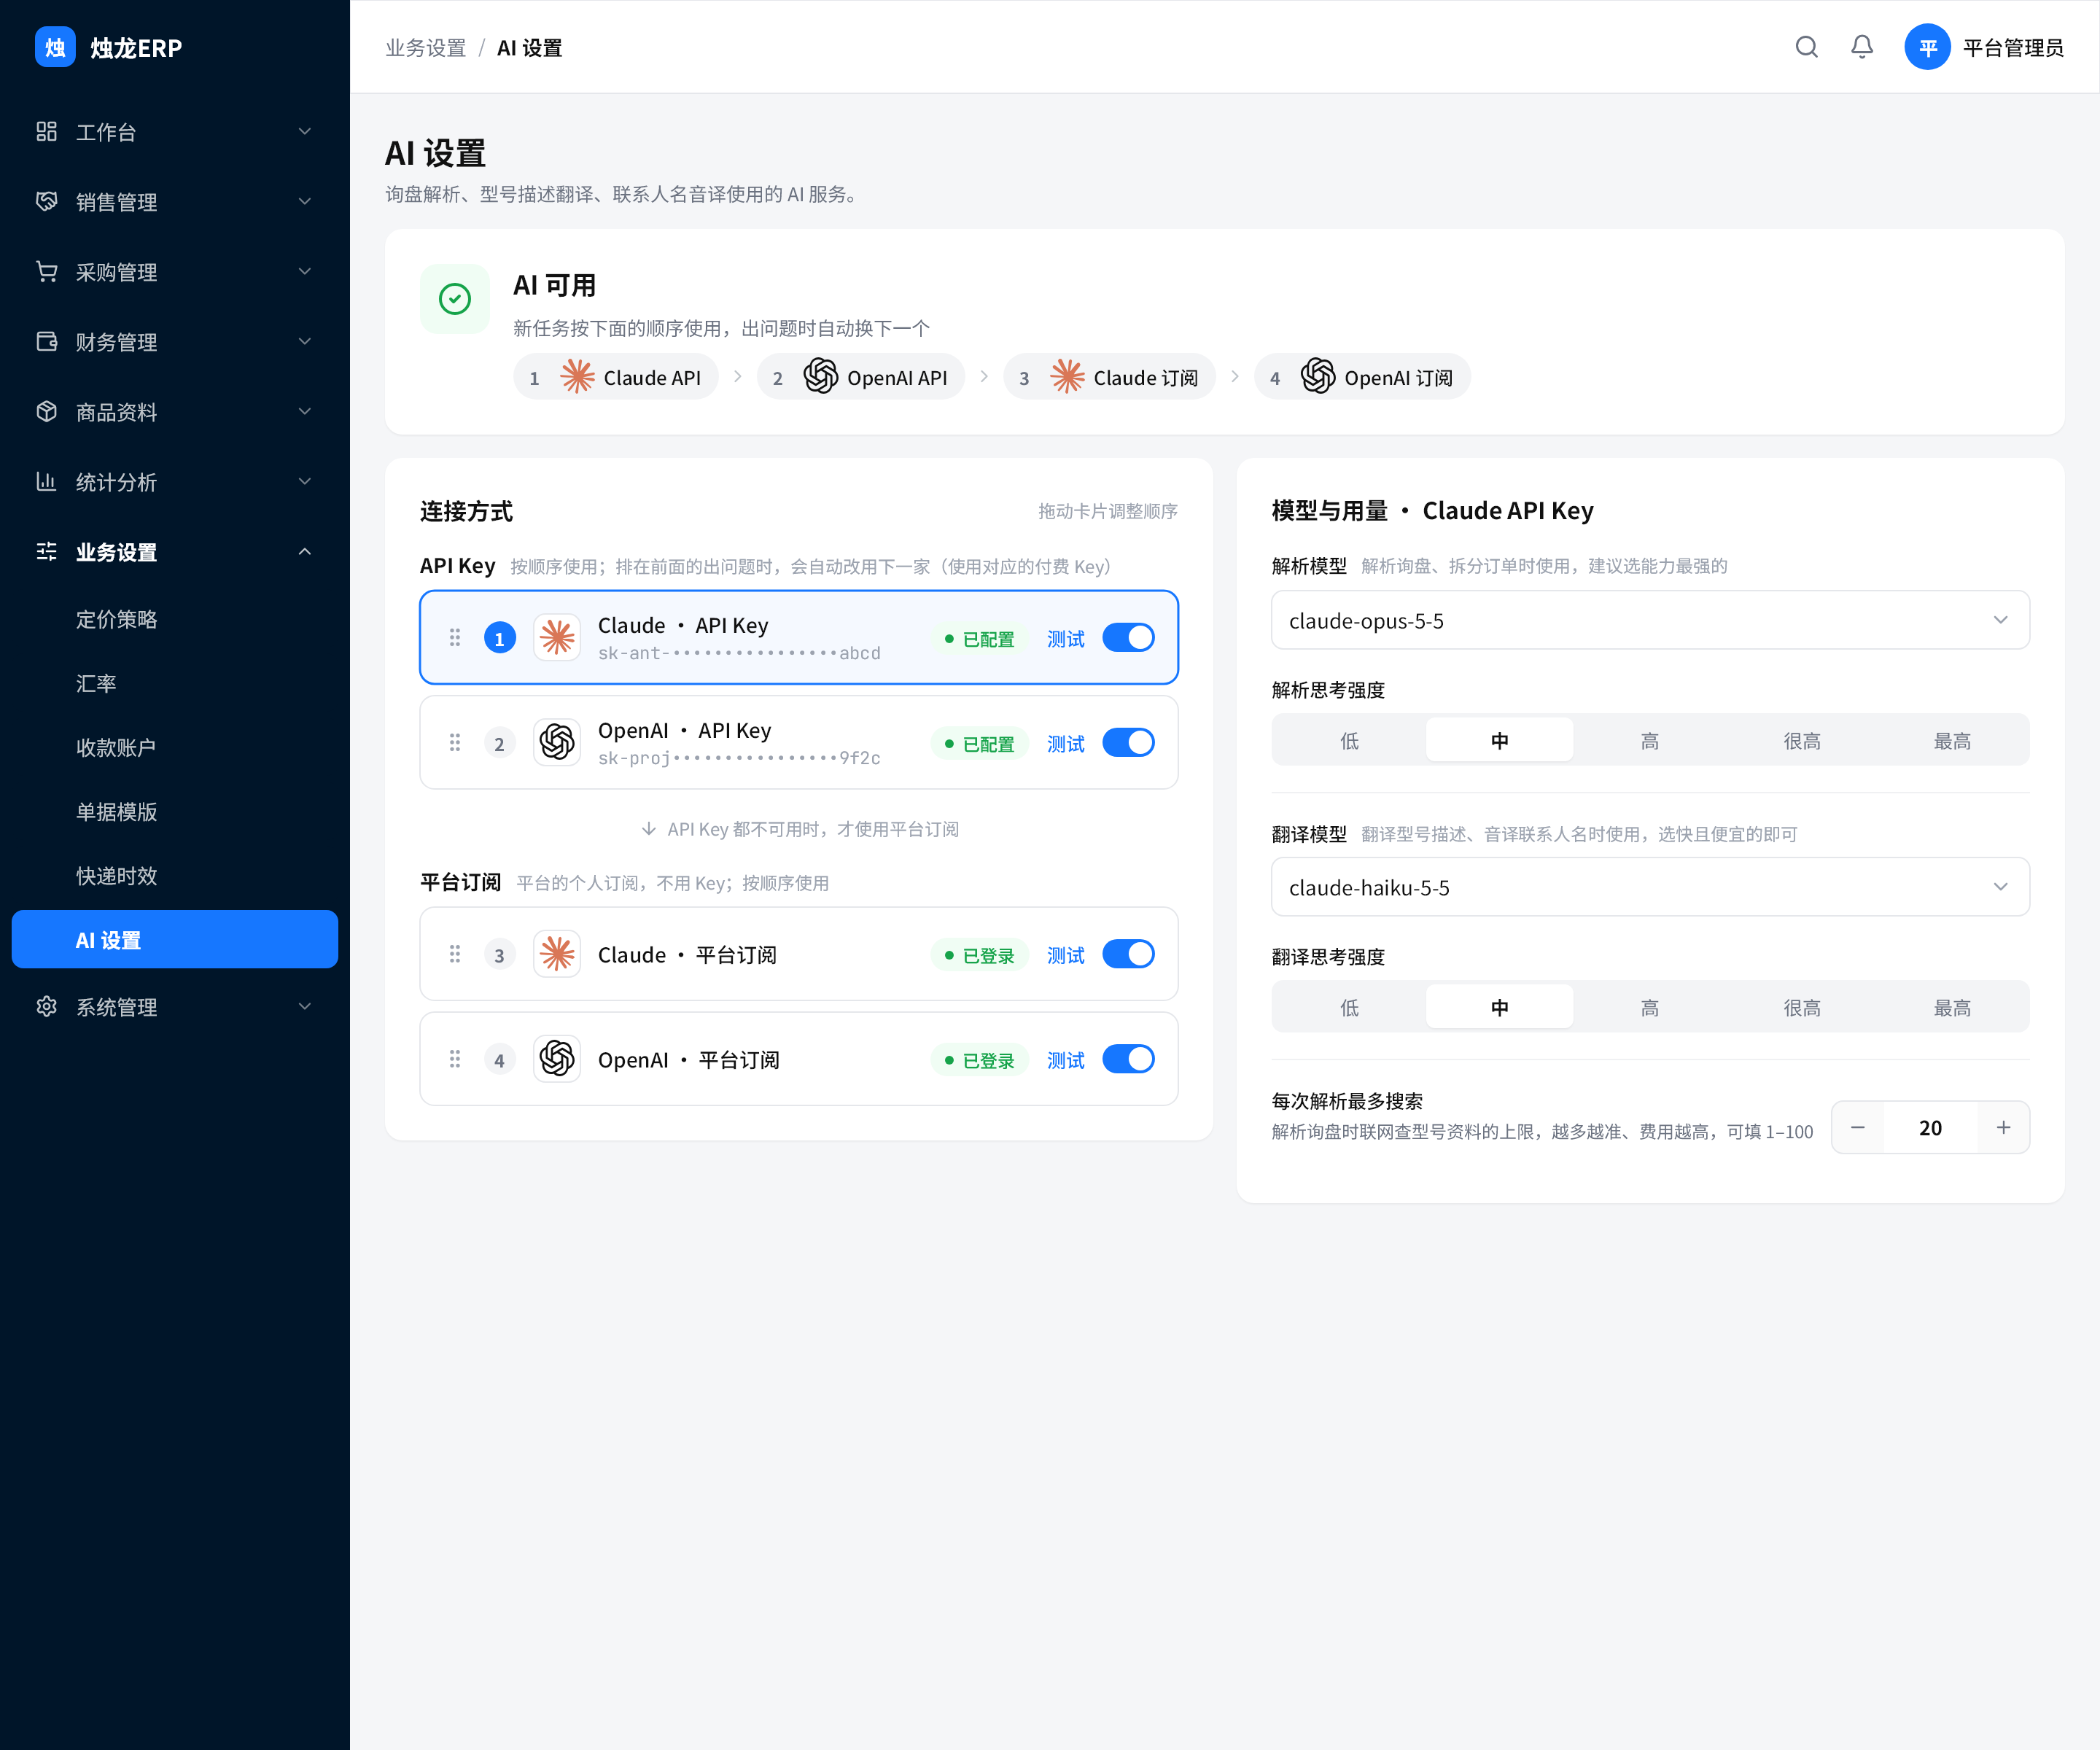 烛 烛龙ERP
工作台
销售管理
采购管理
财务管理
商品资料
统计分析
业务设置
定价策略
汇率
收款账户
单据模版
快递时效
AI 设置
系统管理
业务设置 / AI 设置
平 平台管理员
AI 设置
询盘解析、型号描述翻译、联系人名音译使用的 AI 服务。
AI 可用
新任务按下面的顺序使用，出问题时自动换下一个
1 Claude API > 2 OpenAI API > 3 Claude 订阅 > 4 OpenAI 订阅
连接方式 拖动卡片调整顺序
API Key 按顺序使用；排在前面的出问题时，会自动改用下一家（使用对应的付费 Key）
1 Claude • API Key 已配置 测试
sk-ant-•••••••••••••••abcd
2 OpenAI • API Key 已配置 测试
sk-proj•••••••••••••••9f2c
↓ API Key 都不可用时，才使用平台订阅
平台订阅 平台的个人订阅，不用 Key；按顺序使用
3 Claude • 平台订阅 已登录 测试
4 OpenAI • 平台订阅 已登录 测试
模型与用量 • Claude API Key
解析模型 解析询盘、拆分订单时使用，建议选能力最强的
claude-opus-5-5
解析思考强度
低 中 高 很高 最高
翻译模型 翻译型号描述、音译联系人名时使用，选快且便宜的即可
claude-haiku-5-5
翻译思考强度
低 中 高 很高 最高
每次解析最多搜索
解析询盘时联网查型号资料的上限，越多越准、费用越高，可填 1–100
− 20 +